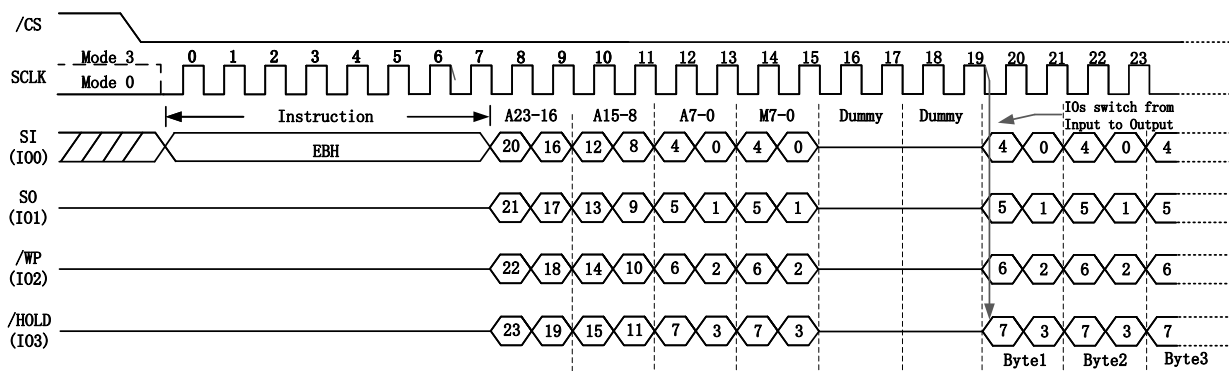 /CS
Mode 3
0 1 2 3 4 5 6 7 8 9 10 11 12 13 14 15 16 17 18 19 20 21 22 23
SCLK
Mode 0
Instruction A23-16 A15-8 A7-0 M7-0 Dummy Dummy
IOs switch from
Input to Output
SI
(IO0)
EBH 20 16 12 8 4 0 4 0 4 0 4 0 4
SO
(IO1)
21 17 13 9 5 1 5 1 5 1 5 1 5
/WP
(IO2)
22 18 14 10 6 2 6 2 6 2 6 2 6
/HOLD
(IO3)
23 19 15 11 7 3 7 3 7 3 7 3 7
Byte1 Byte2 Byte3